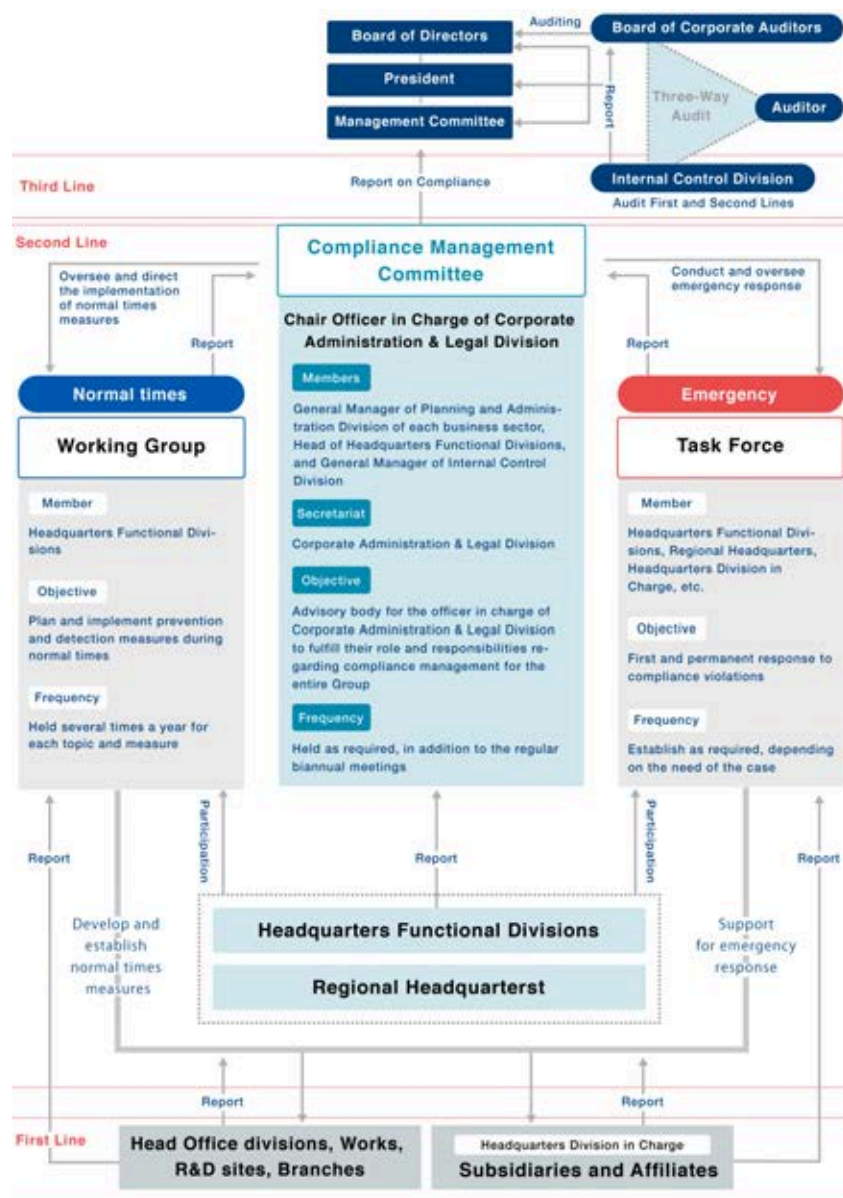 Board of Directors
Auditing
Board of Corporate Auditors
President
Report
Three-Way
Audit
Auditor
Management Committee
Third Line
Report on Compliance
Internal Control Division
Audit First and Second Lines
Second Line
Compliance Management
Committee
Oversee and direct
the implementation
of normal times
measures
Report
Conduct and oversee
emergency response
Report
Chair Officer in Charge of Corporate
Administration & Legal Division
Members
General Manager of Planning and Adminis-
tration Division of each business sector,
Head of Headquarters Functional Divisions,
and General Manager of Internal Control
Division
Secretariat
Corporate Administration & Legal Division
Objective
Advisory body for the officer in charge of
Corporate Administration & Legal Division
to fulfill their role and responsibilities re-
garding compliance management for the
entire Group
Frequency
Held as required, in addition to the regular
biannual meetings
Normal times
Working Group
Member
Headquarters Functional Divi-
sions
Objective
Plan and implement prevention
and detection measures during
normal times
Frequency
Held several times a year for
each topic and measure
Emergency
Task Force
Member
Headquarters Functional Divi-
sions, Regional Headquarters,
Headquarters Division in
Charge, etc.
Objective
First and permanent response to
compliance violations
Frequency
Establish as required, depending
on the need of the case
Report
Participation
Report
Participation
Report
Develop and
establish
normal times
measures
Headquarters Functional Divisions
Regional Headquarterst
Support
for emergency
response
Report
Report
First Line
Head Office divisions, Works,
R&D sites, Branches
Headquarters Division in Charge
Subsidiaries and Affiliates